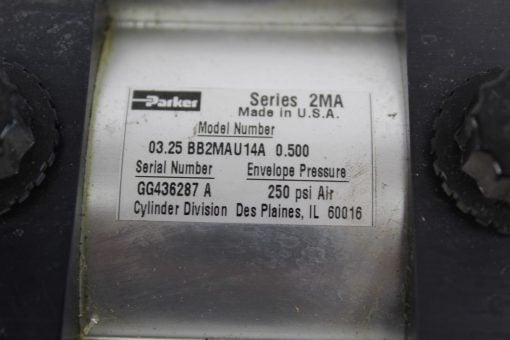 Parker Series 2MA
Made in U.S.A.
Model Number
03.25 BB2MAU14A 0.500
Serial Number Envelope Pressure
GG436287 A 250 psi Air
Cylinder Division Des Plaines, IL 60016